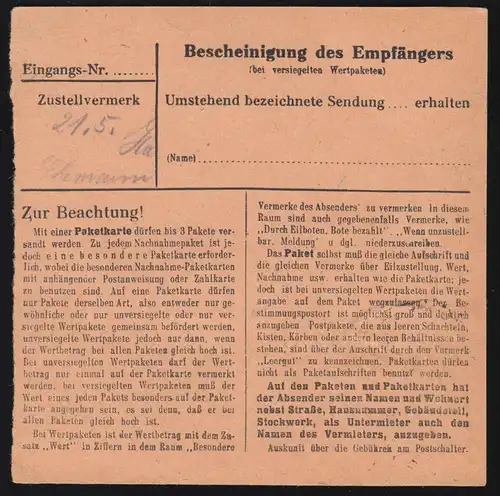 Bescheinigung des Empfängers
(bei versiegelten Wertpaketen)
Eingangs-Nr. ........
Zustellvermerk
21.5.
Umstehend bezeichnete Sendung .... erhalten
(Name)
Zur Beachtung!
Mit einer Paketkarte dürfen bis 3 Pakete ver-
sandt werden. Zu jedem Nachnahmepaket ist je-
doch eine besondere Paketkarte erforder-
lich, wobei die besonderen Nachnahme-Paketkarten
mit anhängender Postanweisung oder Zahlkarte
zu benutzen sind. Auf eine Paketkarte dürfen
nur Pakete derselben Art, also entweder nur ge-
wöhnliche oder nur unversiegelte oder nur ver-
siegelte Wertpakete gemeinsam befördert werden,
unversiegelte Wertpakete jedoch nur dann, wenn
der Wortbetrag bei allen Paketen gleich hoch ist.
Bei unversiegelten Wertpaketen darf der Wert-
betrag nur einmal auf der Paketkarte vermerkt
werden, bei versiegelten Wertpaketen muß der
Wert eines jeden Pakets besonders auf der Paket-
karte angegeben sein, es sei denn, daß er bei
allen Paketen gleich hoch ist.
Bei Wertpaketen ist der Wertbetrag mit dem Zu-
satz „Wert" in Ziffern in dem Raum „Besondere
Vermerke des Absenders" zu vermerken. In diesem
Raum sind auch gegebenenfalls Vermerke, wie
„Durch Eilboten, Bote bezahlt". „Wenn unzustell-
bar, Meldung" u. dgl. niederzuschreiben.
Das Paket selbst muß die gleiche Aufschrift und
die gleichen Vermerke über Eilzustellung, Wert,
Nachnahme usw. erhalten wie die Paketkarte; je-
doch ist bei unversiegelten Wertpaketen die Wert-
angabe auf dem Paket wegzulassen. Der Be-
stimmungspostort ist möglichst groß und deutlich
anzugeben. Postpakete, die aus leeren Schachteln,
Kisten, Körben oder andern leeren Behältnissen be-
stehen, sind über der Aufschrift durch den Vormerk
„Leergut" zu kennzeichnen. Paketkarten dürfen
nicht als Paketaufschriften benutzt werden.
Auf den Paketen und Paketkarten hat
der Absender seinen Namen und Wohnort
nebst Straße, Hausnummer, Gebäudeteil,
Stockwerk, als Untermieter auch den
Namen des Vermieters, anzugeben.
Auskunft über die Gebühren am Postschalter.